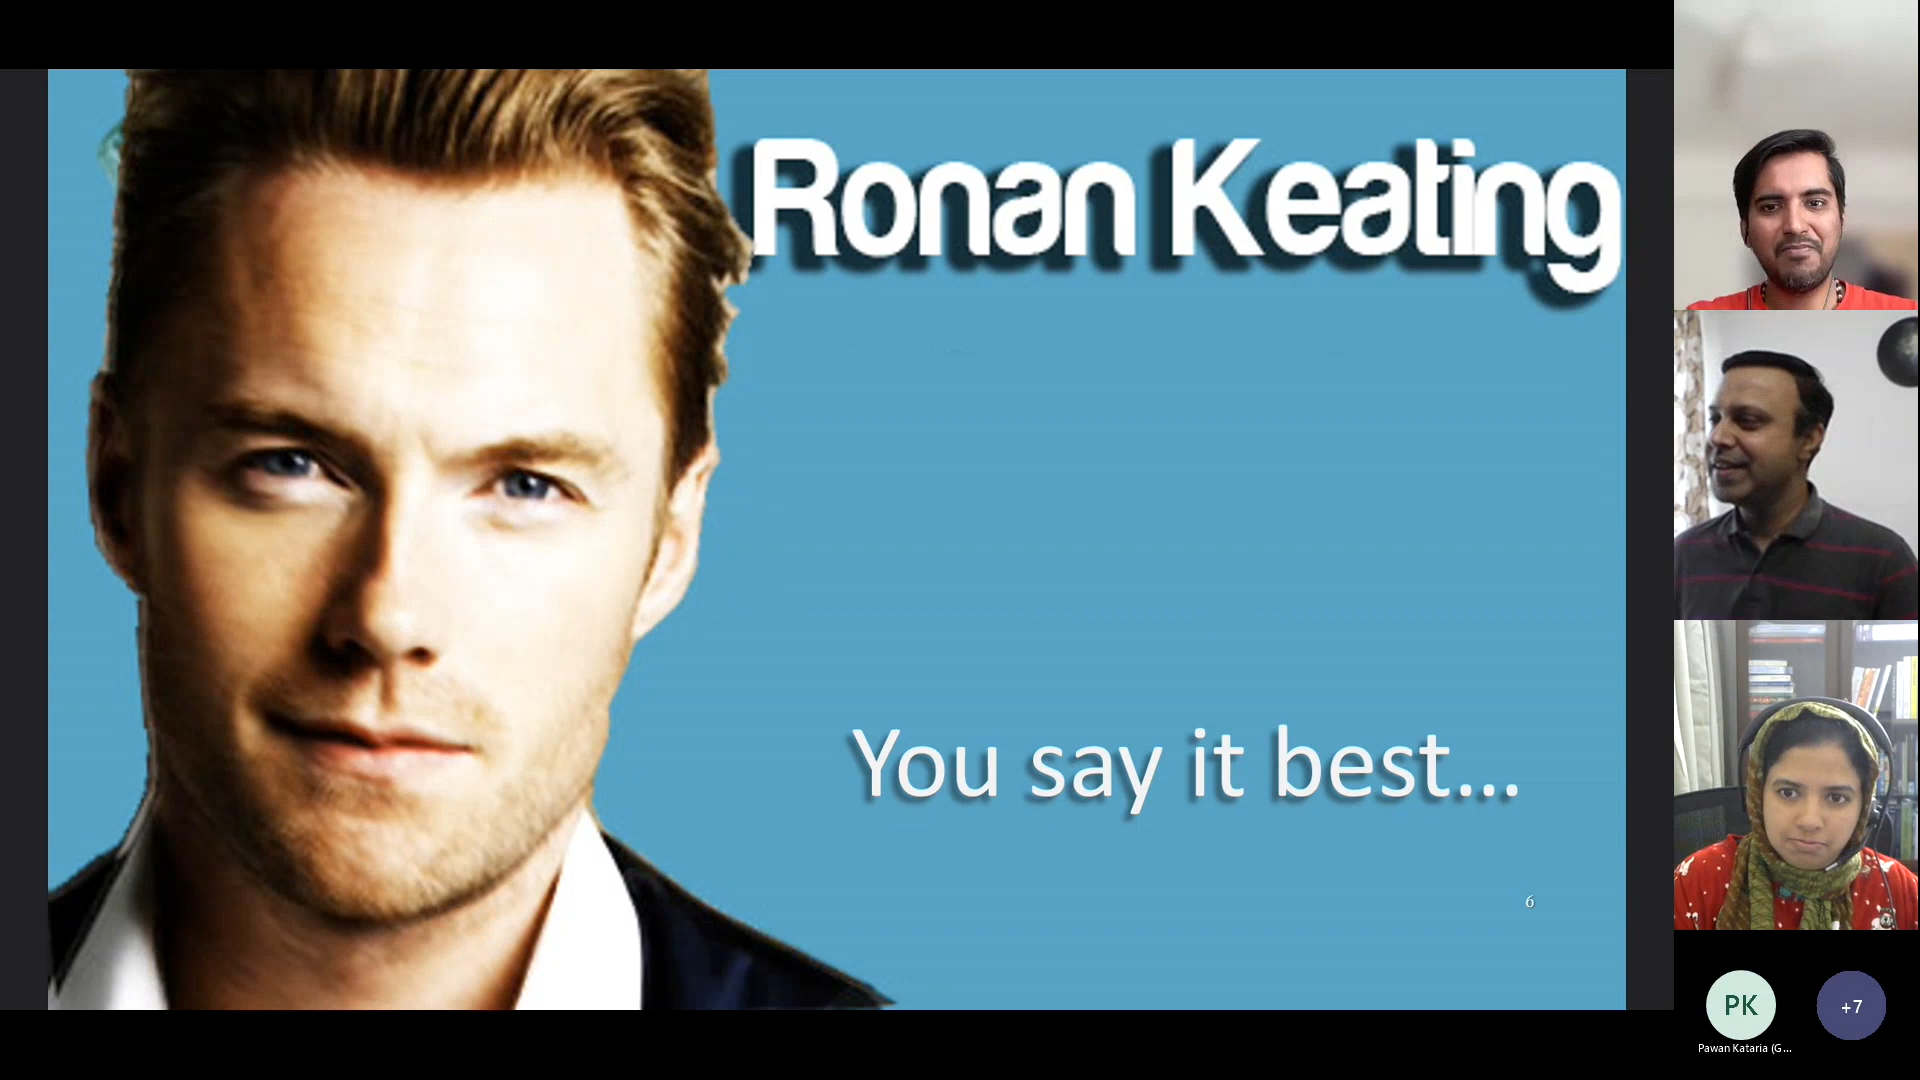 Ronan Keating
You say it best...
6
PK
+7
Pawan Kataria (G...